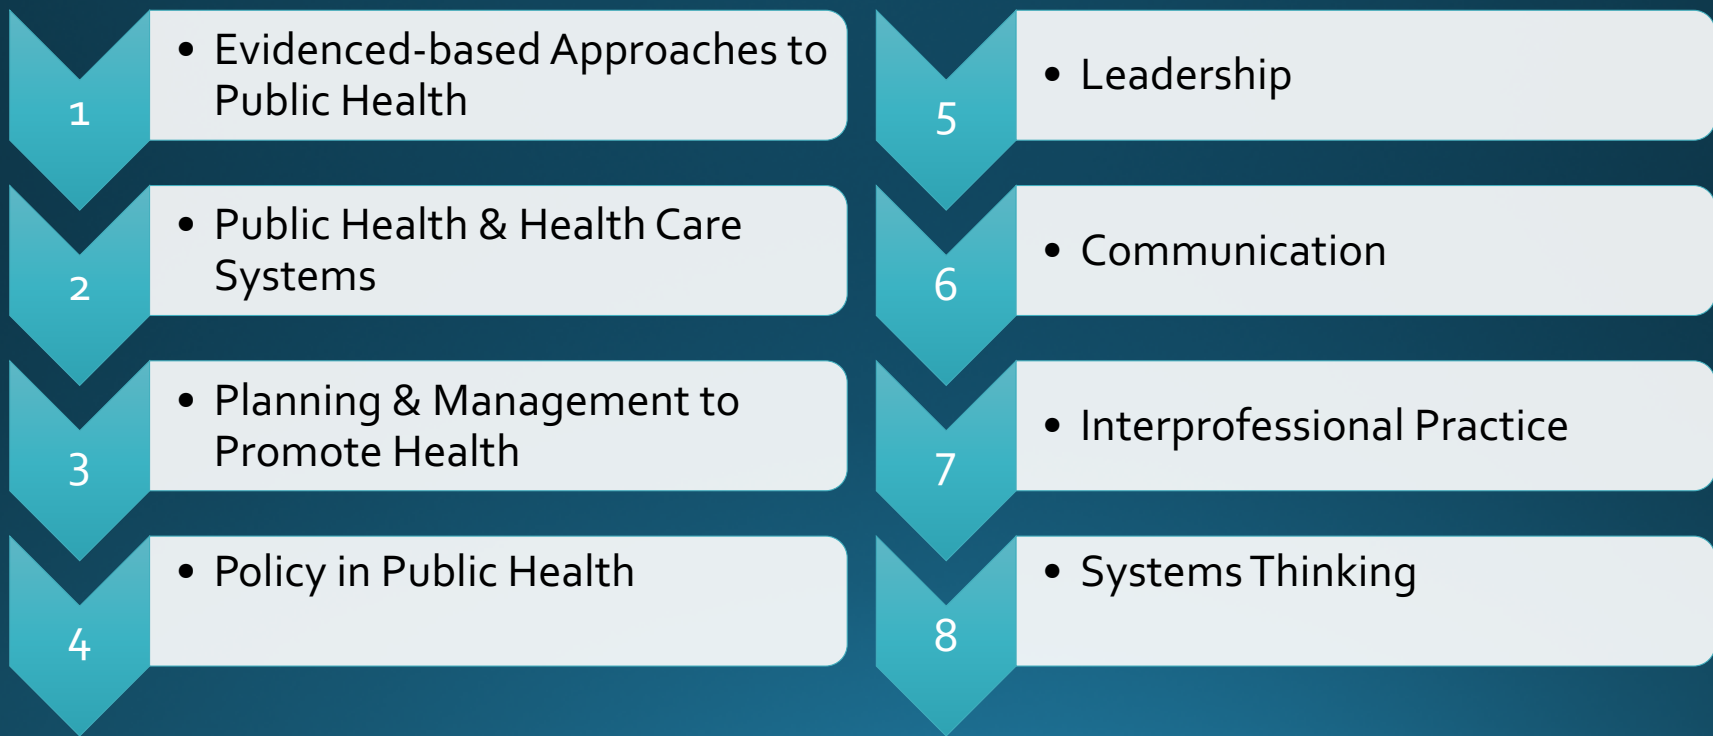 1
• Evidenced-based Approaches to
Public Health
2
• Public Health & Health Care
Systems
3
• Planning & Management to
Promote Health
4
• Policy in Public Health
5
• Leadership
6
• Communication
7
• Interprofessional Practice
8
• Systems Thinking